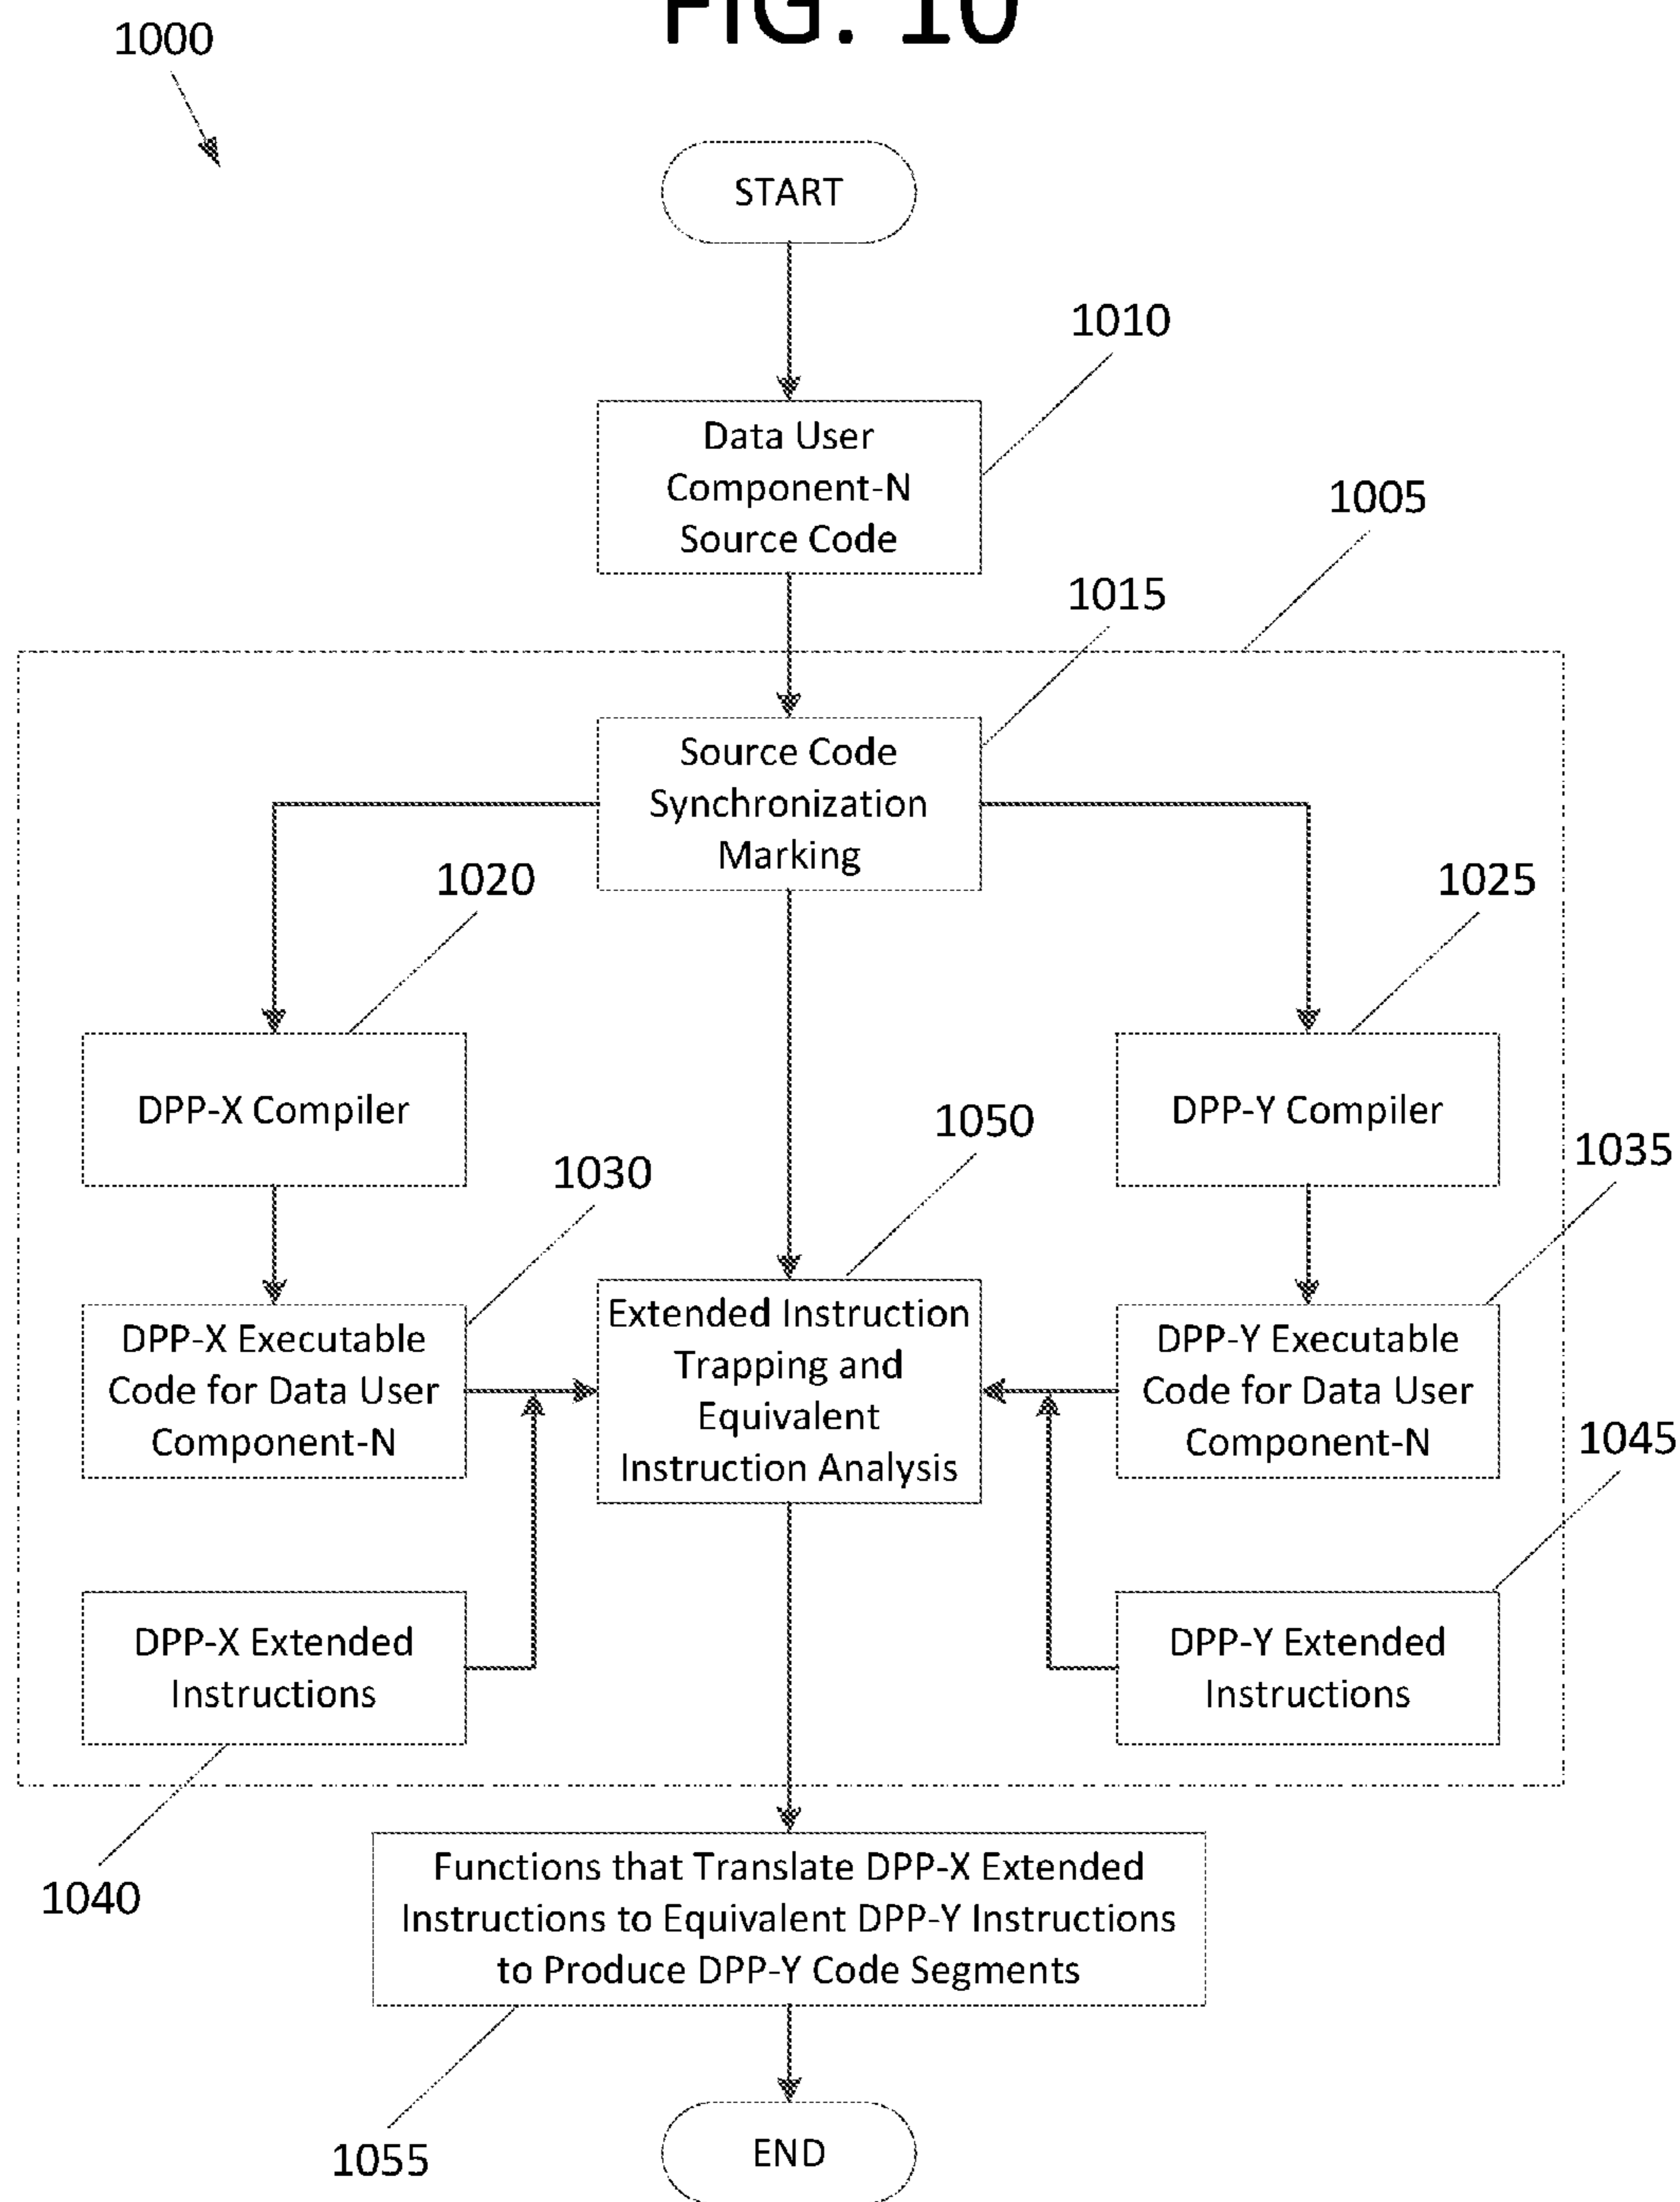 FIG. 10
1000
START
1010
Data User
Component-N
Source Code
1005
1015
Source Code
Synchronization
Marking
1020
1025
DPP-X Compiler
DPP-Y Compiler
1050
1030
1035
DPP-X Executable
Code for Data User
Component-N
Extended Instruction
Trapping and
Equivalent
Instruction Analysis
DPP-Y Executable
Code for Data User
Component-N
1045
DPP-X Extended
Instructions
DPP-Y Extended
Instructions
1040
Functions that Translate DPP-X Extended
Instructions to Equivalent DPP-Y Instructions
to Produce DPP-Y Code Segments
1055
END